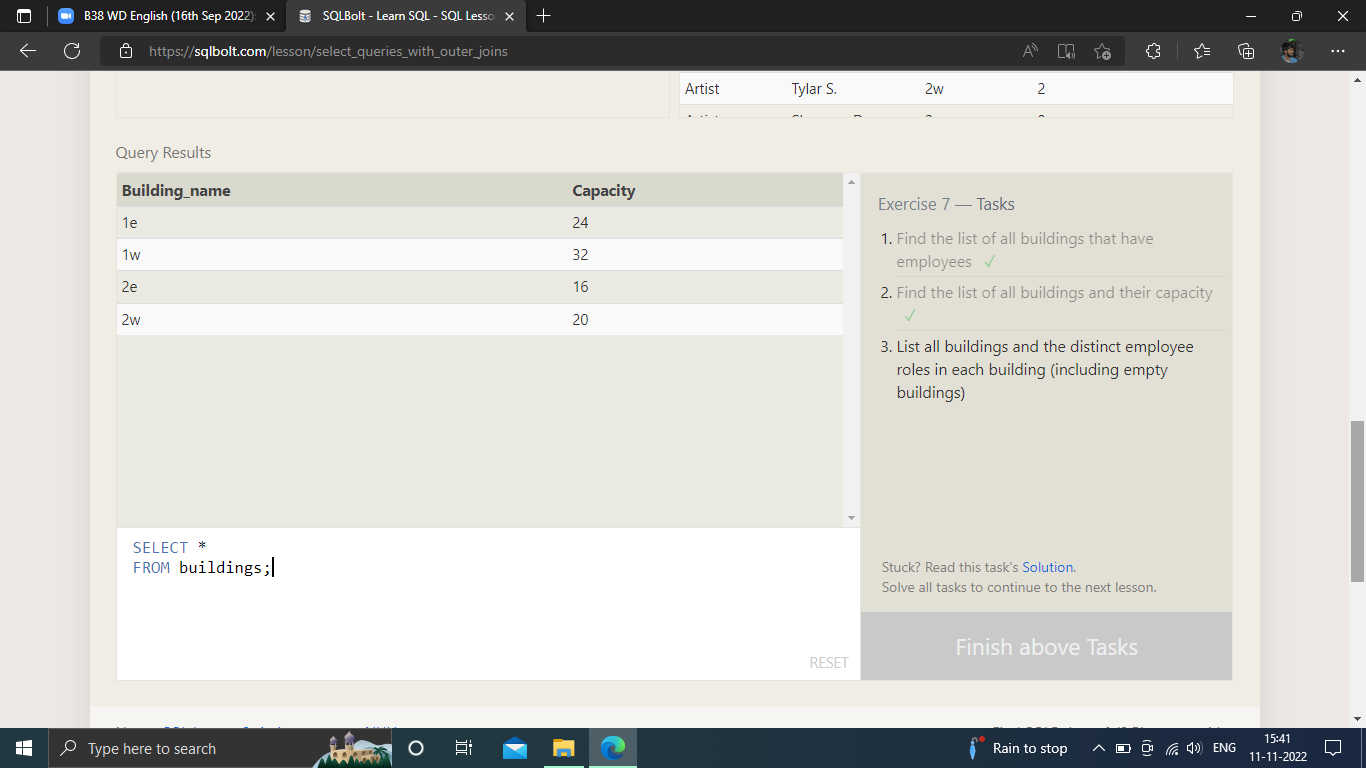 B38 WD English (16th Sep 2022):
SQLBolt - Learn SQL - SQL Lesso
https://sqlbolt.com/lesson/select_queries_with_outer_joins
Artist Tylar S. 2w 2
Query Results
Building_name Capacity
1e 24
1w 32
2e 16
2w 20
Exercise 7 — Tasks
1. Find the list of all buildings that have
employees ✓
2. Find the list of all buildings and their capacity
✓
3. List all buildings and the distinct employee
roles in each building (including empty
buildings)
SELECT *
FROM buildings;
RESET
Stuck? Read this task's Solution.
Solve all tasks to continue to the next lesson.
Finish above Tasks
Type here to search
Rain to stop
ENG
15:41
11-11-2022